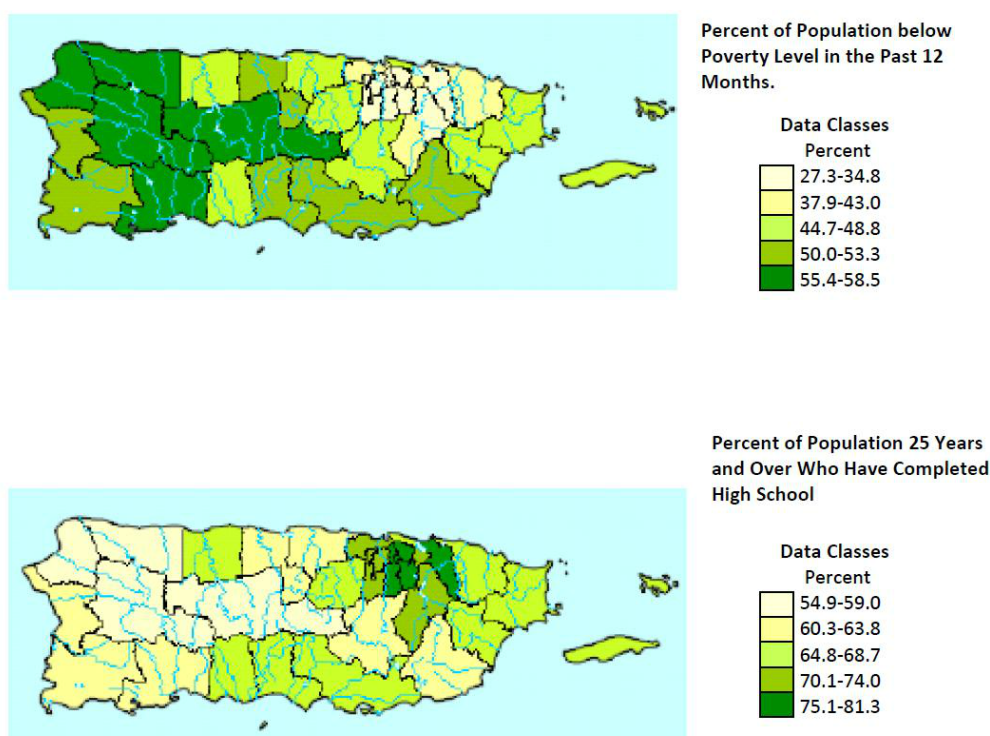 Percent of Population below
Poverty Level in the Past 12
Months.
Data Classes
Percent
27.3-34.8
37.9-43.0
44.7-48.8
50.0-53.3
55.4-58.5
Percent of Population 25 Years
and Over Who Have Completed
High School
Data Classes
Percent
54.9-59.0
60.3-63.8
64.8-68.7
70.1-74.0
75.1-81.3